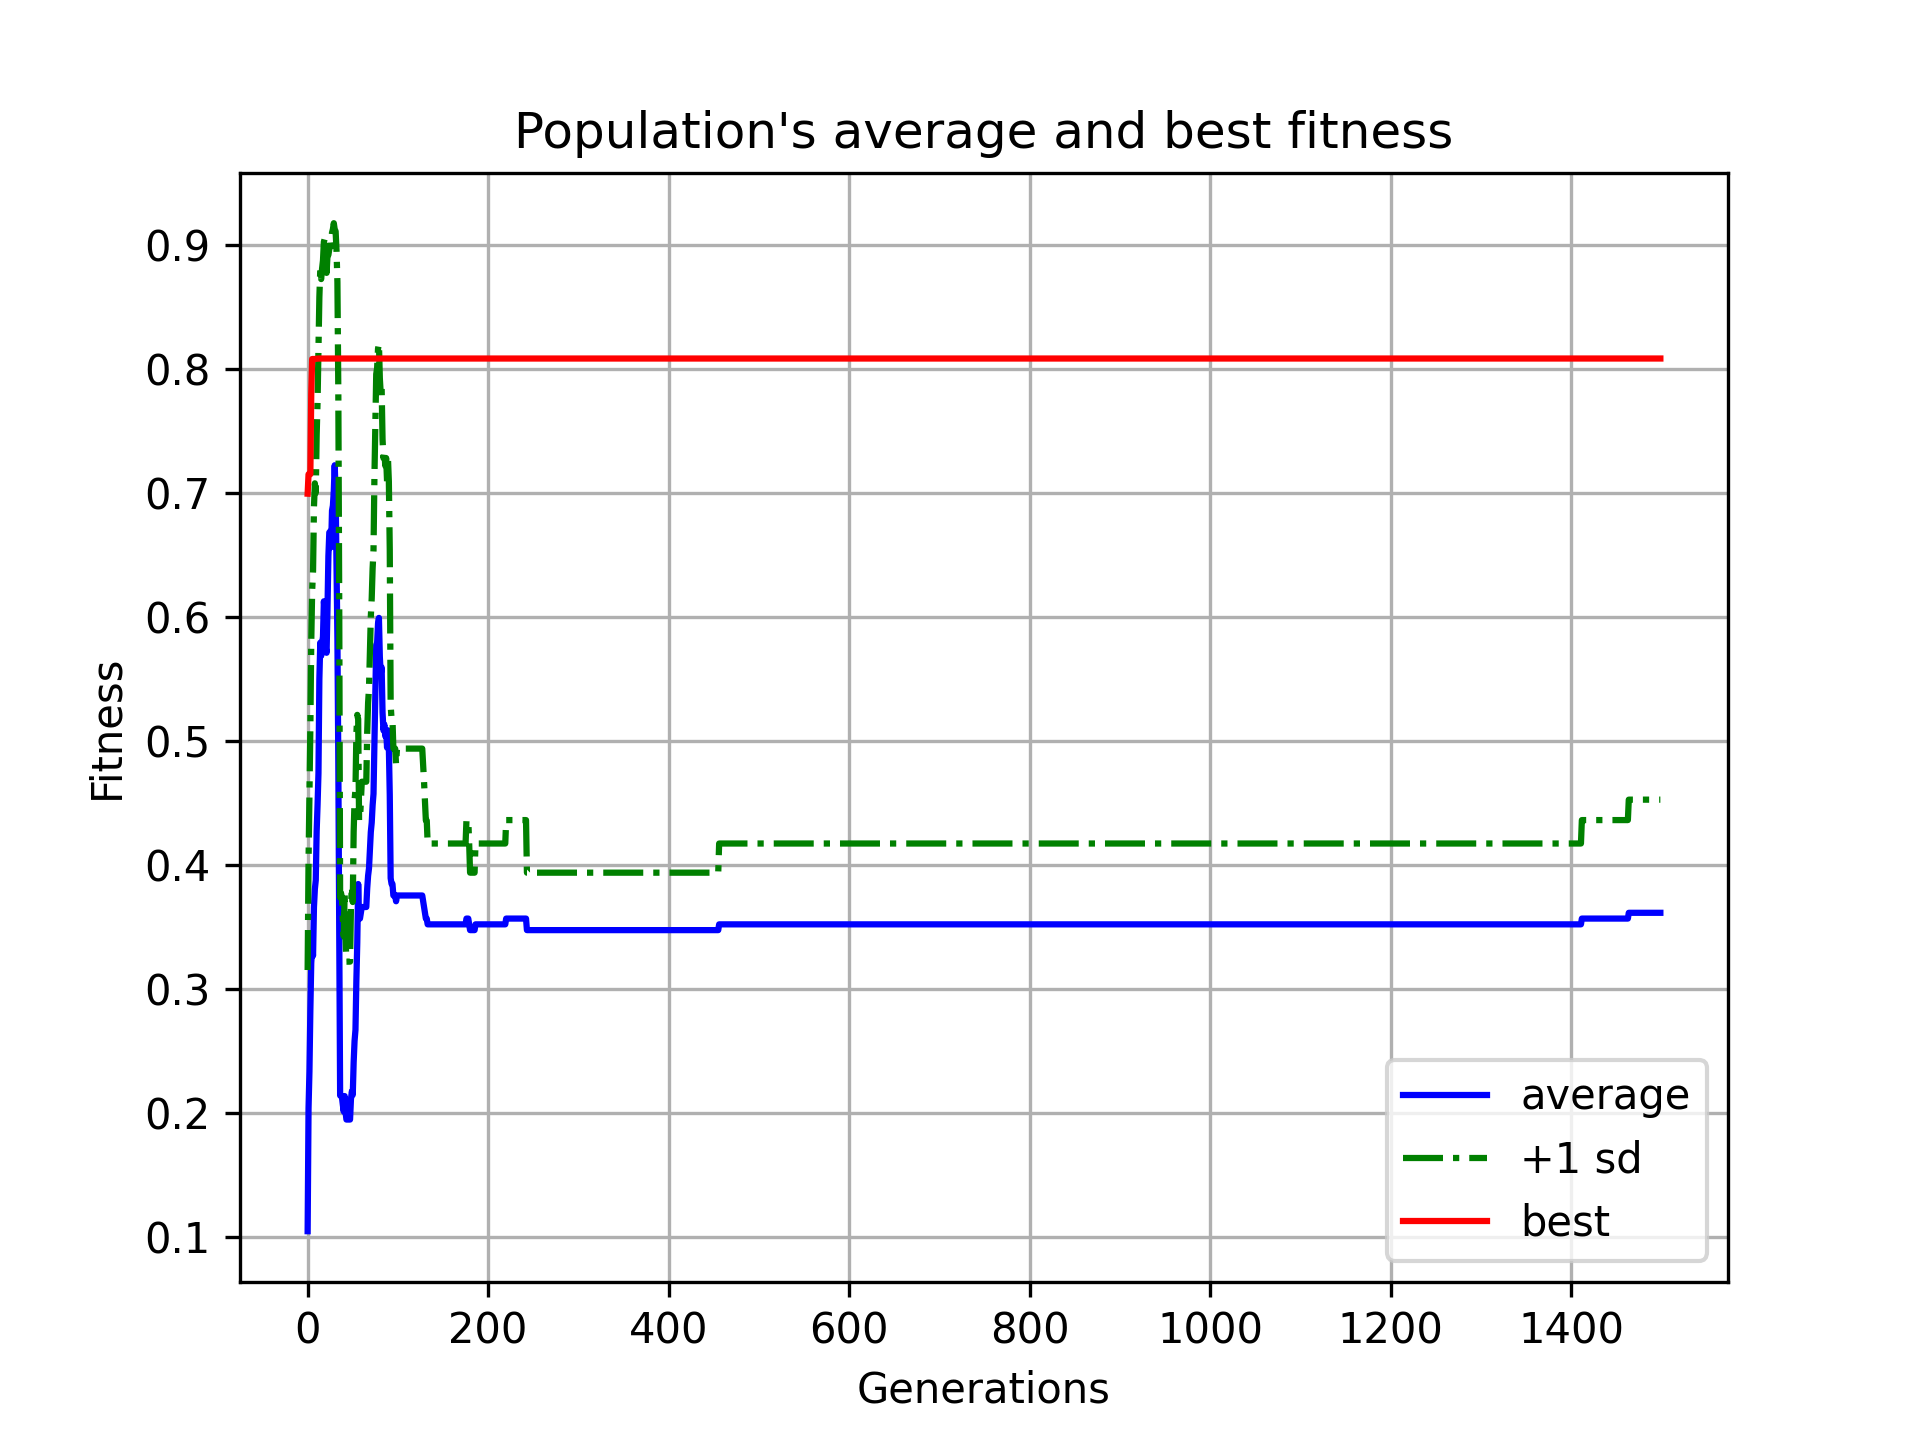 Population's average and best fitness
Fitness
0.9
0.8
0.7
0.6
0.5
0.4
0.3
0.2
0.1
average
+1 sd
best
0 200 400 600 800 1000 1200 1400
Generations